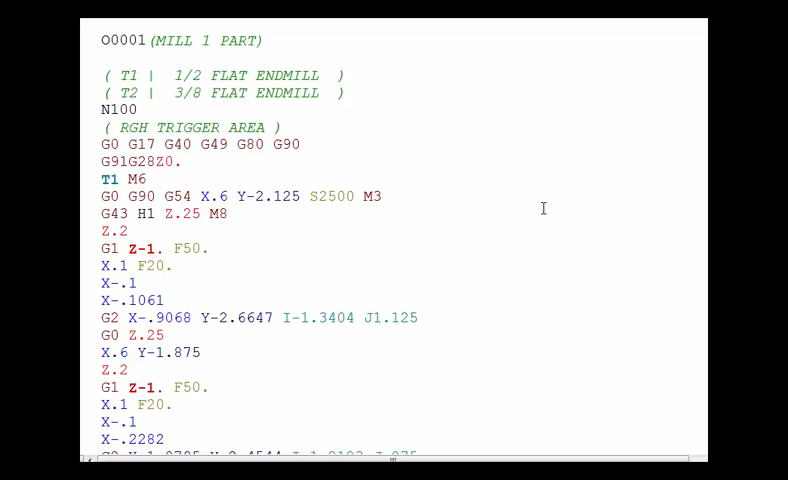 O0001(MILL 1 PART)
( T1 | 1/2 FLAT ENDMILL )
( T2 | 3/8 FLAT ENDMILL )
N100
( RGH TRIGGER AREA )
G0 G17 G40 G49 G80 G90
G91G28Z0.
T1 M6
G0 G90 G54 X.6 Y-2.125 S2500 M3
G43 H1 Z.25 M8
Z.2
G1 Z-1. F50.
X.1 F20.
X-.1
X-.1061
G2 X-.9068 Y-2.6647 I-1.3404 J1.125
G0 Z.25
X.6 Y-1.875
Z.2
G1 Z-1. F50.
X.1 F20.
X-.1
X-.2282